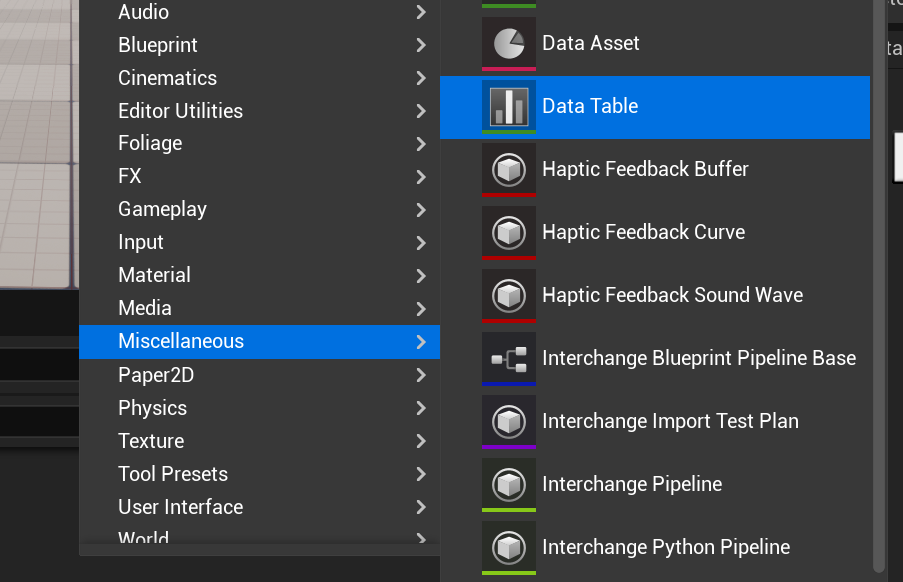 Audio
Blueprint
Cinematics
Editor Utilities
Foliage
FX
Gameplay
Input
Material
Media
Miscellaneous
Paper2D
Physics
Texture
Tool Presets
User Interface
World
Data Asset
Data Table
Haptic Feedback Buffer
Haptic Feedback Curve
Haptic Feedback Sound Wave
Interchange Blueprint Pipeline Base
Interchange Import Test Plan
Interchange Pipeline
Interchange Python Pipeline